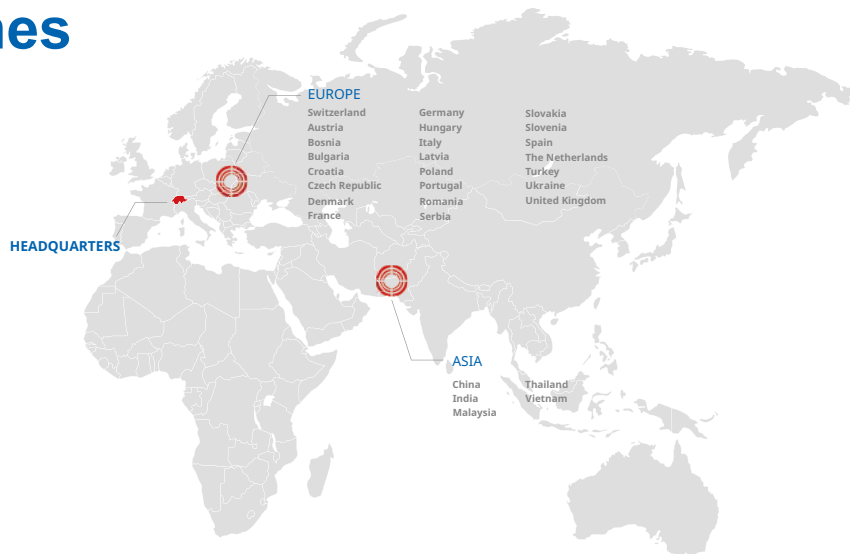 EUROPE
Switzerland
Austria
Bosnia
Bulgaria
Croatia
Czech Republic
Denmark
France
Germany
Hungary
Italy
Latvia
Poland
Portugal
Romania
Serbia
Slovakia
Slovenia
Spain
The Netherlands
Turkey
Ukraine
United Kingdom
HEADQUARTERS
ASIA
China
India
Malaysia
Thailand
Vietnam